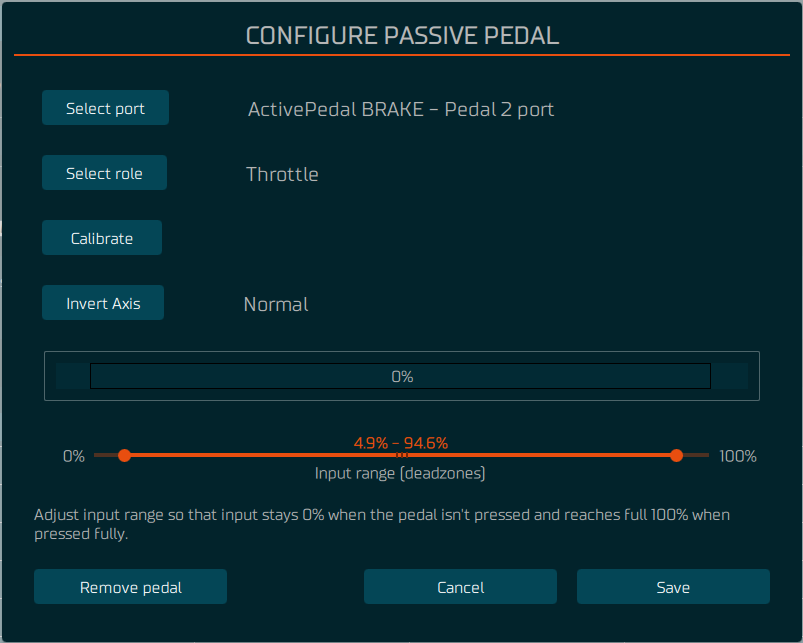 CONFIGURE PASSIVE PEDAL
Select port
ActivePedal BRAKE - Pedal 2 port
Select role
Throttle
Calibrate
Invert Axis
Normal
0%
4.9% - 94.6%
0%
100%
Input range (deadzones)
Adjust input range so that input stays 0% when the pedal isn't pressed and reaches full 100% when
pressed fully.
Remove pedal
Cancel
Save